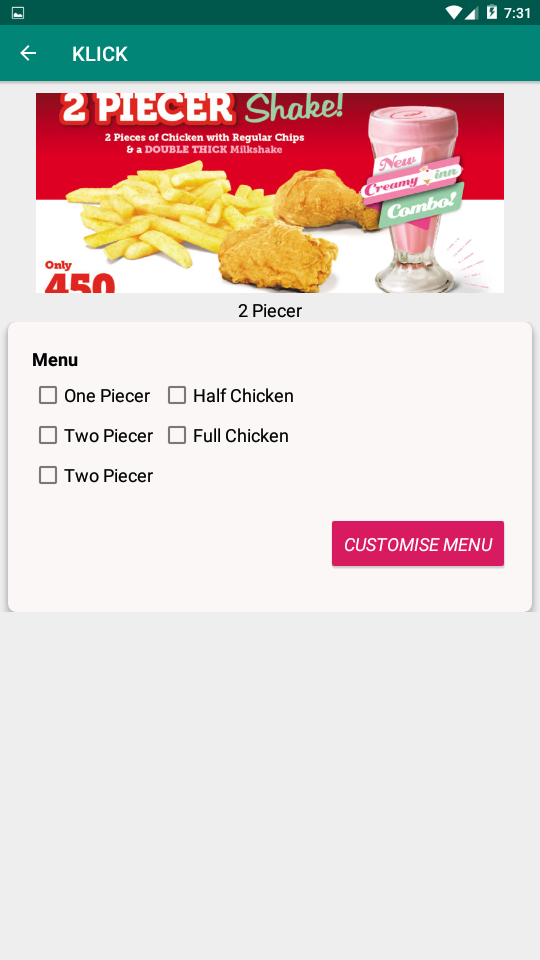 7:31
KLICK
2 PIECER Shake!
2 Pieces of Chicken with Regular Chips
& a DOUBLE THICK Milkshake
New
Creamy inn
Combo!
Only
450
2 Piecer
Menu
One Piecer Half Chicken
Two Piecer Full Chicken
Two Piecer
CUSTOMISE MENU